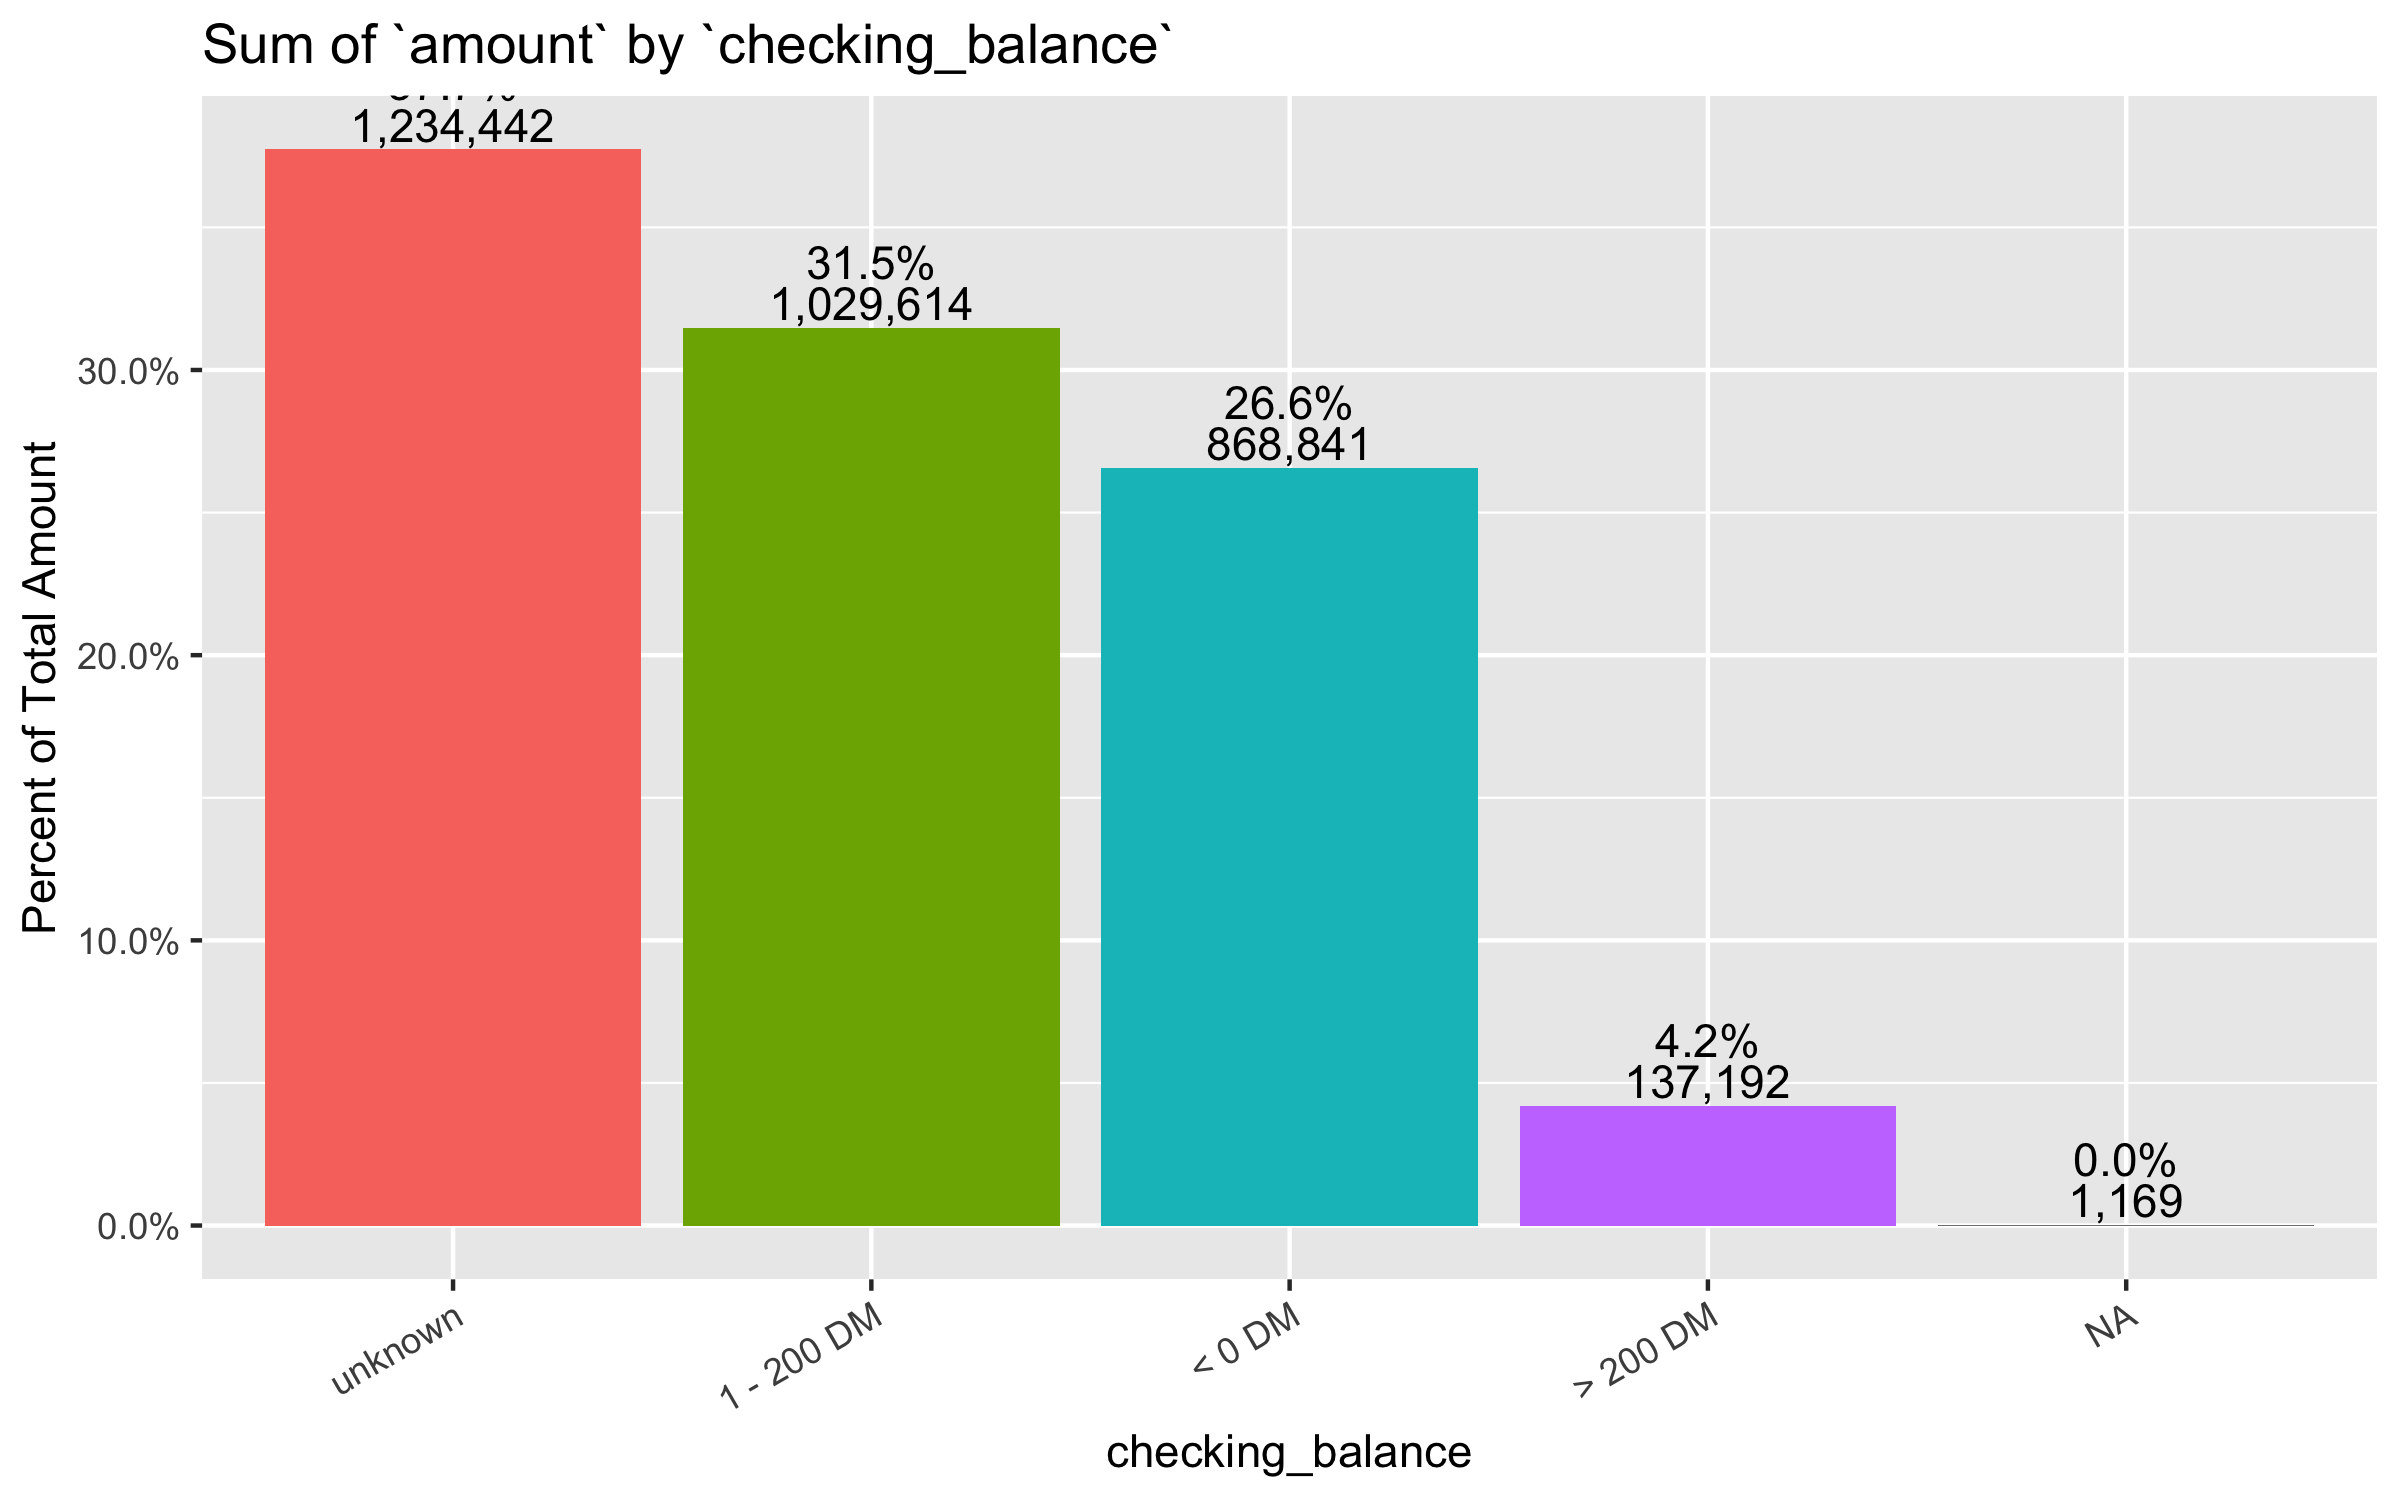 Sum of `amount` by `checking_balance`
1,234,442
31.5%
1,029,614
26.6%
868,841
4.2%
137,192
0.0%
1,169
Percent of Total Amount
30.0%
20.0%
10.0%
0.0%
unknown
1 - 200 DM
< 0 DM
> 200 DM
NA
checking_balance